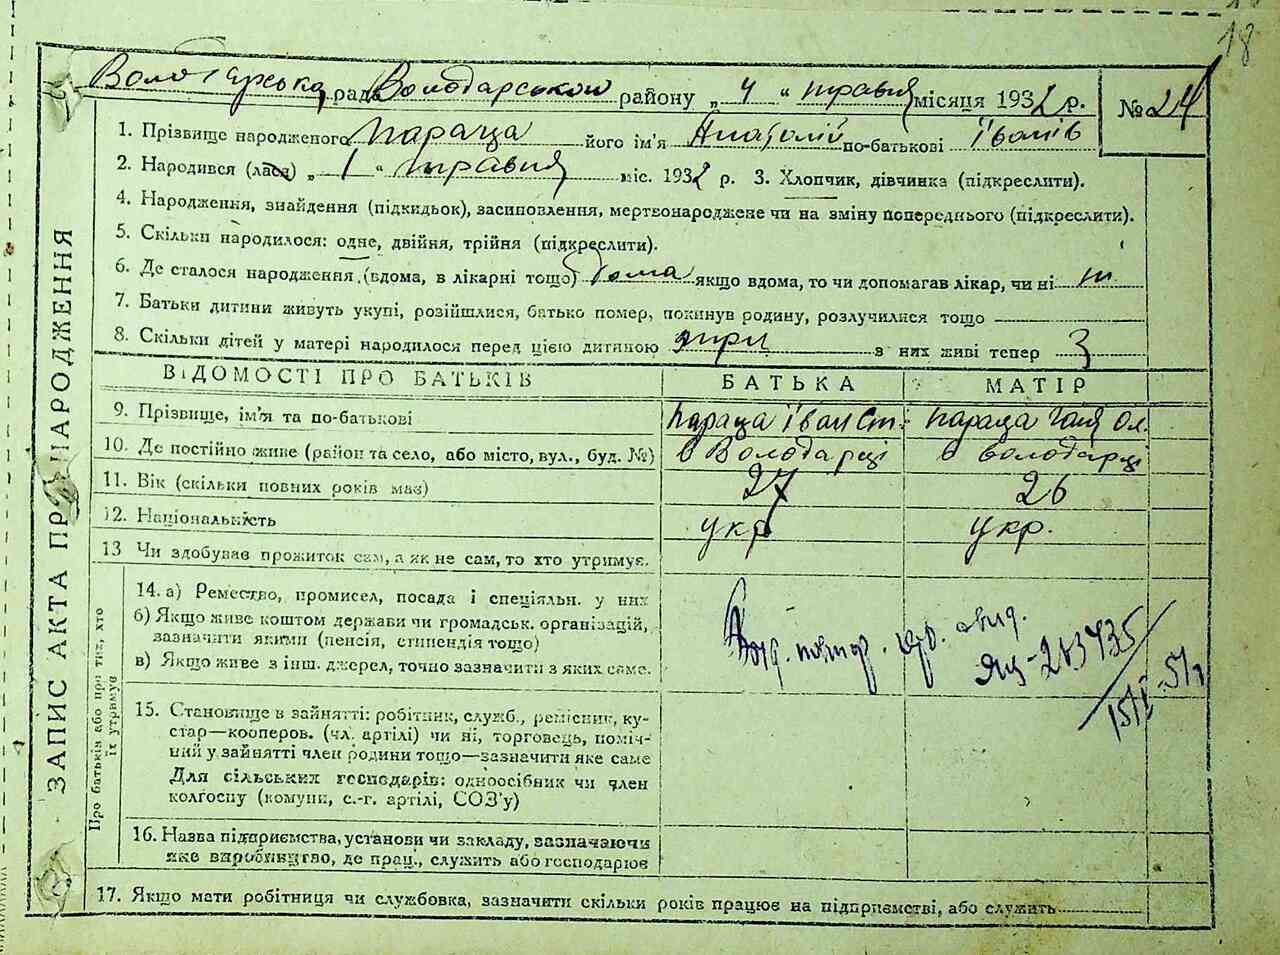 18
Володарська рада Володарського району „4" травня місяця 1932 р. № 24
1. Прізвище народженого Параца його ім'я Анатолій по-батькові Іванів
2. Народився (лася) „1" травня міс. 1932 р. 3. Хлопчик, дівчинка (підкреслити).
4. Народження, знайдення (підкидьок), засиновлення, мертвонароджене чи на зміну попереднього (підкреслити).
5. Скільки народилося: одне, двійня, трійня (підкреслити).
6. Де сталося народження (вдома, в лікарні тощо) дома якщо вдома, то чи допомагав лікар, чи ні
7. Батьки дитини живуть укупі, розійшлися, батько помер, покинув родину, розлучилися тощо
8. Скільки дітей у матері народилося перед цією дитиною три з них живі тепер 3
ВІДОМОСТІ ПРО БАТЬКІВ БАТЬКА МАТІР
9. Прізвище, ім'я та по-батькові Параца Іван Ст. Параца Ол.
10. Де постійно живе (район та село, або місто, вул., буд. №) в Володарці в Володарці
11. Вік (скільки повних років має) 27 26
12. Національність укр укр.
13 Чи здобував прожиток сам, а як не сам, то хто утримує.
14. а) Ремество, промисел, посада і спеціяльн. у них
б) Якщо живе коштом держави чи громадськ. організацій,
зазначити якими (пенсія, стипендія тощо)
в) Якщо живе з інш. джерел, точно зазначити з яких саме.
15. Становище в зайнятті: робітник, служб., ремісник, ку-
стар—кооперов. (чл. артілі) чи ні, торговець, поміч-
ний у зайнятті член родини тощо—зазначити яке саме
Для сільських господарів: одноосібник чи член
колгоспу (комуни, с.-г. артілі, СОЗ'у)
16. Назва підприємства, установи чи закладу, зазначаючи
яке виробництво, де прац., служить або господарює
17. Якщо мати робітниця чи службовка, зазначити скільки років працює на підприємстві, або служить
ЗАПИС АКТА ПРО НАРОДЖЕННЯ
Про батьків або про тих, хто
їх утримує